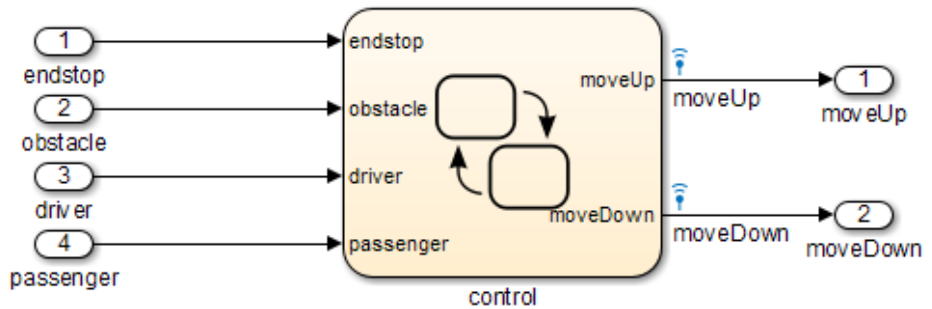 1
endstop
2
obstacle
3
driver
4
passenger
endstop
obstacle
driver
passenger
moveUp
moveDown
control
moveUp
moveDown
1
moveUp
2
moveDown